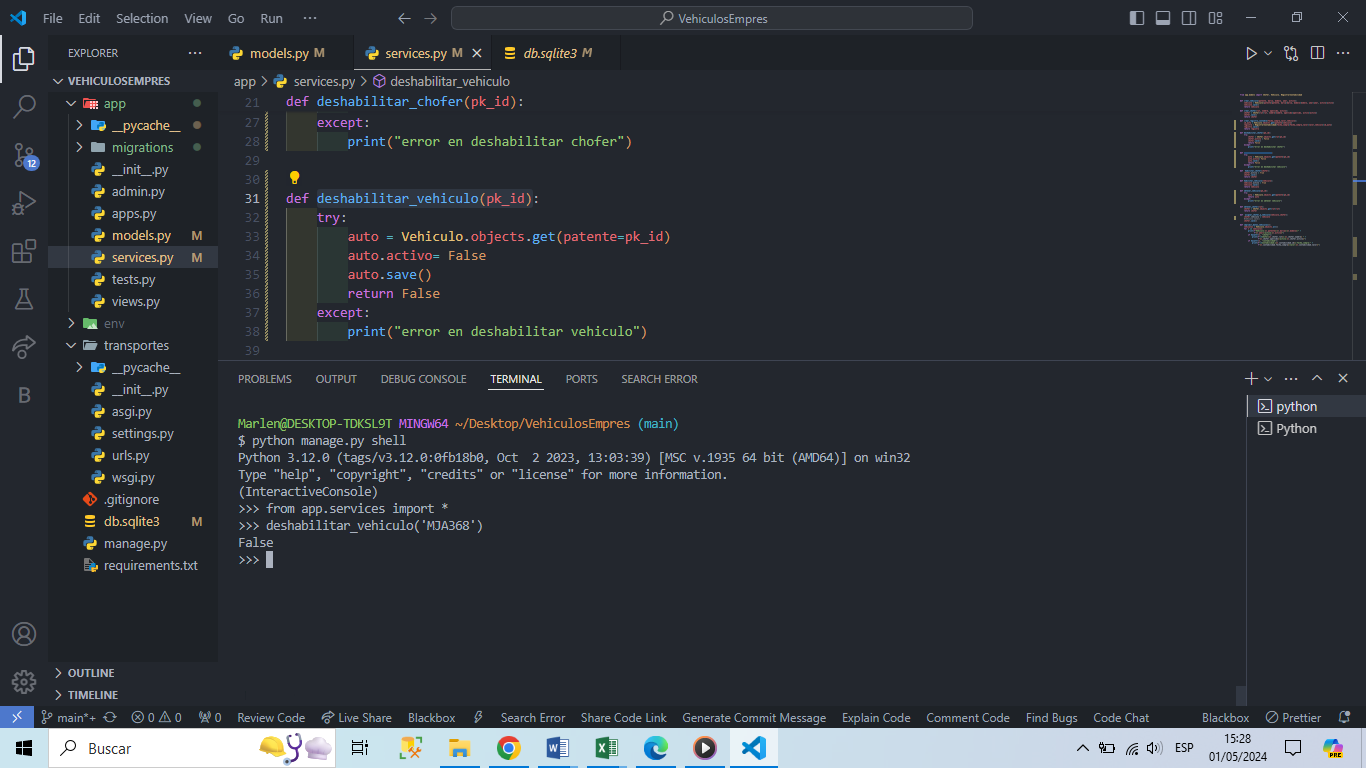 File Edit Selection View Go Run ···
VehiculosEmpres
EXPLORER ···
models.py M
services.py M
db.sqlite3 M
VEHICULOSEMPRES
app
__pycache__
migrations
__init__.py
admin.py
apps.py
models.py M
services.py M
tests.py
views.py
env
transportes
__pycache__
__init__.py
asgi.py
settings.py
urls.py
wsgi.py
.gitignore
db.sqlite3 M
manage.py
requirements.txt
OUTLINE
TIMELINE
12
B
app > services.py > deshabilitar_vehiculo
21 def deshabilitar_chofer(pk_id):
27 except:
28 print("error en deshabilitar chofer")
29
30
31 def deshabilitar_vehiculo(pk_id):
32 try:
33 auto = Vehiculo.objects.get(patente=pk_id)
34 auto.activo= False
35 auto.save()
36 return False
37 except:
38 print("error en deshabilitar vehiculo")
39
PROBLEMS OUTPUT DEBUG CONSOLE TERMINAL PORTS SEARCH ERROR
python
Python
Marlen@DESKTOP-TDKSL9T MINGW64 ~/Desktop/VehiculosEmpres (main)
$ python manage.py shell
Python 3.12.0 (tags/v3.12.0:0fb18b0, Oct  2 2023, 13:03:39) [MSC v.1935 64 bit (AMD64)] on win32
Type "help", "copyright", "credits" or "license" for more information.
(InteractiveConsole)
>>> from app.services import *
>>> deshabilitar_vehiculo('MJA368')
False
>>>
main*+ 0 0 0 Review Code Live Share Blackbox Search Error Share Code Link Generate Commit Message Explain Code Comment Code Find Bugs Code Chat Blackbox Prettier
Buscar
ESP
15:28
01/05/2024
PRE